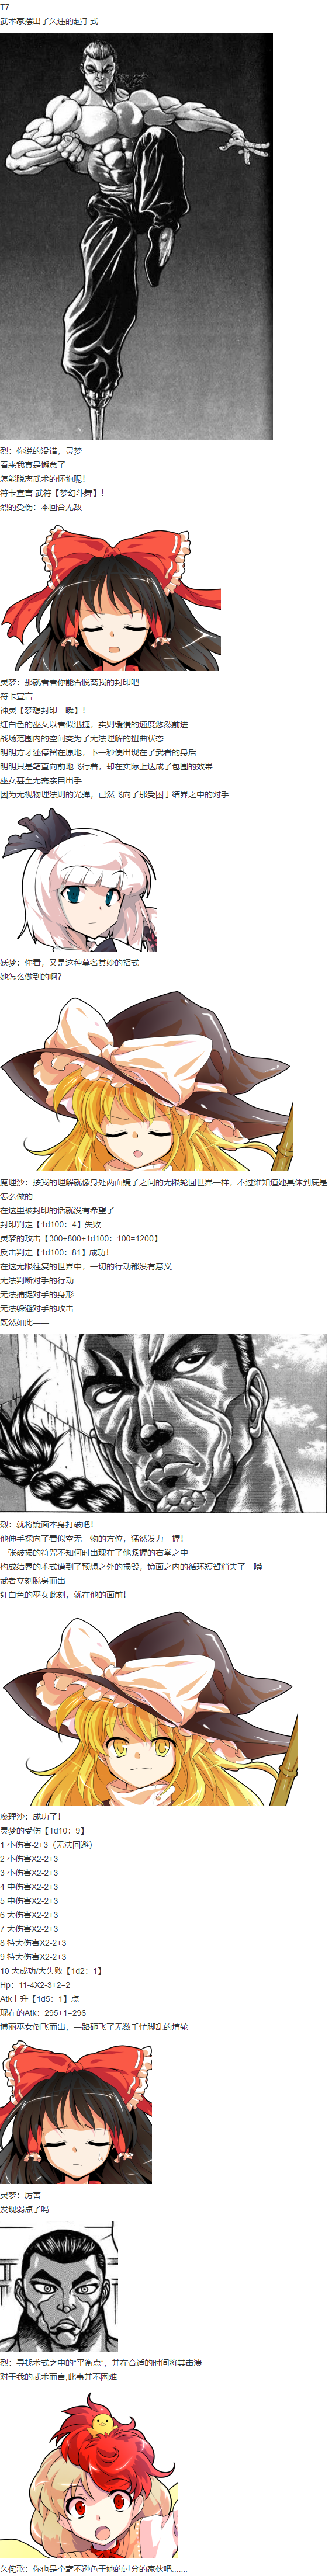 T7
武术家摆出了久违的起手式
烈：你说的没错，灵梦
看来我真是懈怠了
怎能脱离武术的怀抱呢！
符卡宣言 武符【梦幻斗舞】！
烈的受伤：本回合无敌
灵梦：那就看看你能否脱离我的封印吧
符卡宣言
神灵【梦想封印　瞬】！
红白色的巫女以看似迅捷，实则缓慢的速度悠然前进
战场范围内的空间变为了无法理解的扭曲状态
明明方才还停留在原地，下一秒便出现在了武者的身后
明明只是笔直向前地飞行着，却在实际上达成了包围的效果
巫女甚至无需亲自出手
因为无视物理法则的光弹，已然飞向了那受困于结界之中的对手
妖梦：你看，又是这种莫名其妙的招式
她怎么做到的啊？
魔理沙：按我的理解就像身处两面镜子之间的无限轮回世界一样，不过谁知道她具体到底是怎么做的
在这里被封印的话就没有希望了……
封印判定【1d100：4】失败
灵梦的攻击【300+800+1d100：100=1200】
反击判定【1d100：81】成功！
在这无限往复的世界中，一切的行动都没有意义
无法判断对手的行动
无法捕捉对手的身形
无法躲避对手的攻击
既然如此——
烈：就将镜面本身打破吧！
他伸手探向了看似空无一物的方位，猛然发力一握！
一张破损的符咒不知何时出现在了他紧握的右拳之中
构成结界的术式遭到了预想之外的损毁，镜面之内的循环短暂消失了一瞬
武者立刻脱身而出
红白色的巫女此刻，就在他的面前！
魔理沙：成功了！
灵梦的受伤【1d10：9】
1 小伤害-2+3（无法回避）
2 小伤害X2-2+3
3 小伤害X2-2+3
4 中伤害X2-2+3
5 中伤害X2-2+3
6 大伤害X2-2+3
7 大伤害X2-2+3
8 特大伤害X2-2+3
9 特大伤害X2-2+3
10 大成功/大失败【1d2：1】
Hp：11-4X2-3+2=2
Atk上升【1d5：1】点
现在的Atk：295+1=296
博丽巫女倒飞而出，一路砸飞了无数手忙脚乱的墙轮
灵梦：厉害
发现弱点了吗
烈：寻找术式之中的“平衡点”，并在合适的时间将其击溃
对于我的武术而言,此事并不困难
久侘歌：你也是个毫不逊色于她的过分的家伙吧……